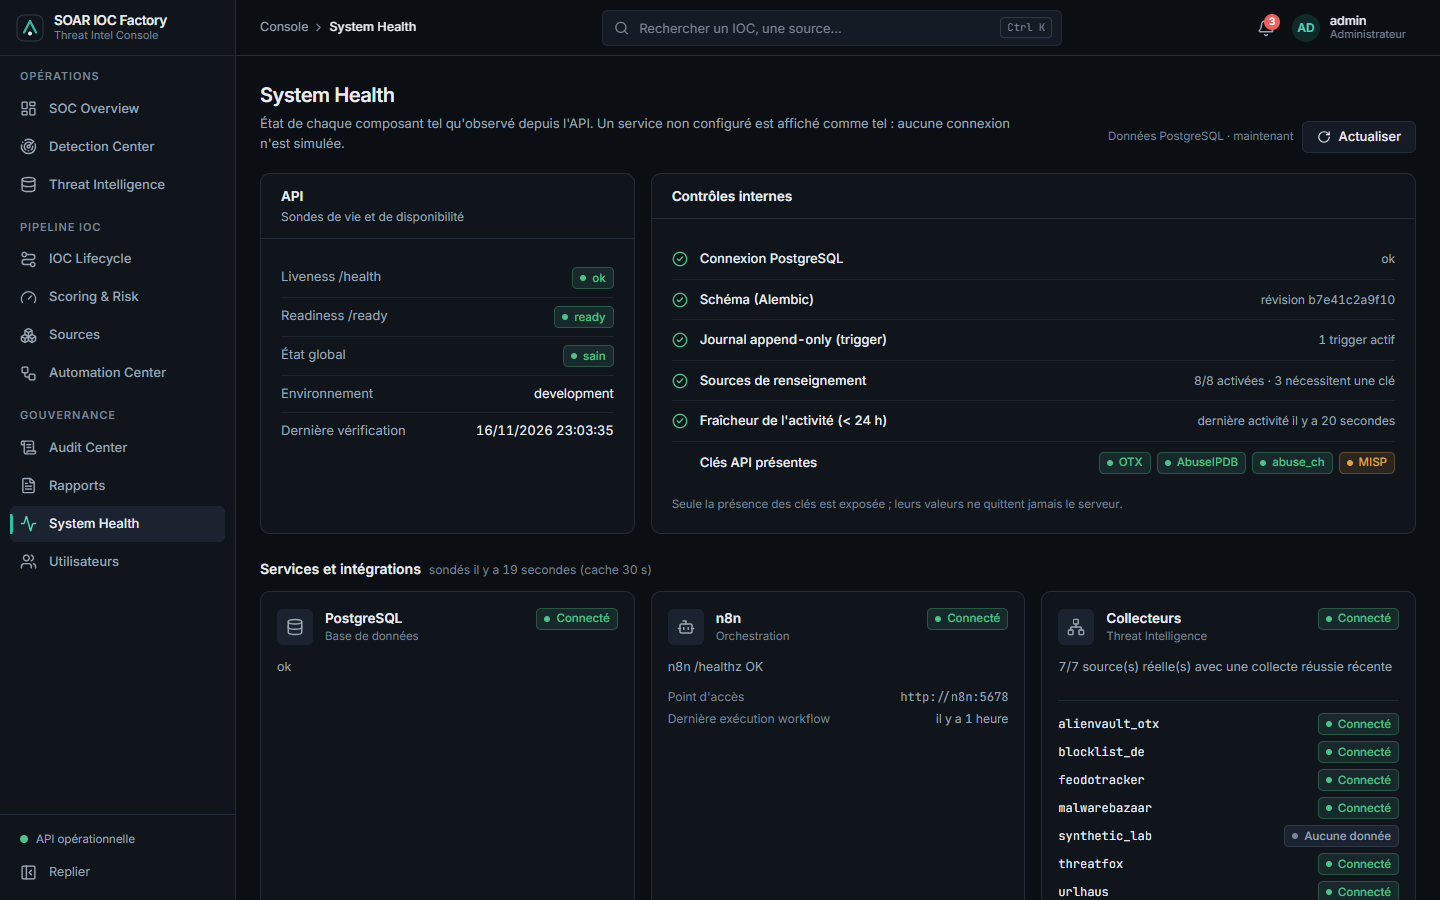 SOAR IOC Factory
Threat Intel Console
Console > System Health
Rechercher un IOC, une source...
Ctrl K
3
AD
admin
Administrateur
OPÉRATIONS
SOC Overview
Detection Center
Threat Intelligence
PIPELINE IOC
IOC Lifecycle
Scoring & Risk
Sources
Automation Center
GOUVERNANCE
Audit Center
Rapports
System Health
Utilisateurs
API opérationnelle
Replier
System Health
État de chaque composant tel qu'observé depuis l'API. Un service non configuré est affiché comme tel : aucune connexion
n'est simulée.
Données PostgreSQL · maintenant
Actualiser
API
Sondes de vie et de disponibilité
Liveness /health ok
Readiness /ready ready
État global sain
Environnement development
Dernière vérification 16/11/2026 23:03:35
Contrôles internes
Connexion PostgreSQL ok
Schéma (Alembic) révision b7e41c2a9f10
Journal append-only (trigger) 1 trigger actif
Sources de renseignement 8/8 activées · 3 nécessitent une clé
Fraîcheur de l'activité (< 24 h) dernière activité il y a 20 secondes
Clés API présentes OTX AbuseIPDB abuse_ch MISP
Seule la présence des clés est exposée ; leurs valeurs ne quittent jamais le serveur.
Services et intégrations sondés il y a 19 secondes (cache 30 s)
PostgreSQL Connecté
Base de données
ok
n8n Connecté
Orchestration
n8n /healthz OK
Point d'accès http://n8n:5678
Dernière exécution workflow il y a 1 heure
Collecteurs Connecté
Threat Intelligence
7/7 source(s) réelle(s) avec une collecte réussie récente
alienvault_otx Connecté
blocklist_de Connecté
feodotracker Connecté
malwarebazaar Connecté
synthetic_lab Aucune donnée
threatfox Connecté
urlhaus Connecté